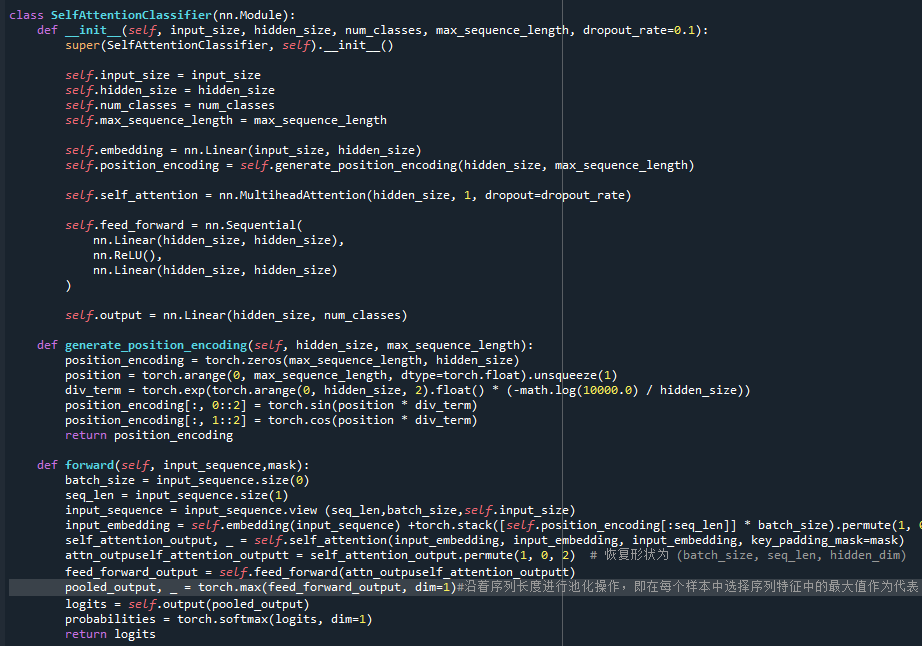 class SelfAttentionClassifier(nn.Module):
def __init__(self, input_size, hidden_size, num_classes, max_sequence_length, dropout_rate=0.1):
super(SelfAttentionClassifier, self).__init__()
self.input_size = input_size
self.hidden_size = hidden_size
self.num_classes = num_classes
self.max_sequence_length = max_sequence_length
self.embedding = nn.Linear(input_size, hidden_size)
self.position_encoding = self.generate_position_encoding(hidden_size, max_sequence_length)
self.self_attention = nn.MultiheadAttention(hidden_size, 1, dropout=dropout_rate)
self.feed_forward = nn.Sequential(
nn.Linear(hidden_size, hidden_size),
nn.ReLU(),
nn.Linear(hidden_size, hidden_size)
)
self.output = nn.Linear(hidden_size, num_classes)
def generate_position_encoding(self, hidden_size, max_sequence_length):
position_encoding = torch.zeros(max_sequence_length, hidden_size)
position = torch.arange(0, max_sequence_length, dtype=torch.float).unsqueeze(1)
div_term = torch.exp(torch.arange(0, hidden_size, 2).float() * (-math.log(10000.0) / hidden_size))
position_encoding[:, 0::2] = torch.sin(position * div_term)
position_encoding[:, 1::2] = torch.cos(position * div_term)
return position_encoding
def forward(self, input_sequence,mask):
batch_size = input_sequence.size(0)
seq_len = input_sequence.size(1)
input_sequence = input_sequence.view (seq_len,batch_size,self.input_size)
input_embedding = self.embedding(input_sequence) +torch.stack([self.position_encoding[:seq_len]] * batch_size).permute(1,
self_attention_output, _ = self.self_attention(input_embedding, input_embedding, input_embedding, key_padding_mask=mask)
attn_outpuself_attention_outputt = self_attention_output.permute(1, 0, 2) # 恢复形状为 (batch_size, seq_len, hidden_dim)
feed_forward_output = self.feed_forward(attn_outpuself_attention_outputt)
pooled_output, _ = torch.max(feed_forward_output, dim=1)#沿着序列长度进行池化操作，即在每个样本中选择序列特征中的最大值作为代表
logits = self.output(pooled_output)
probabilities = torch.softmax(logits, dim=1)
return logits